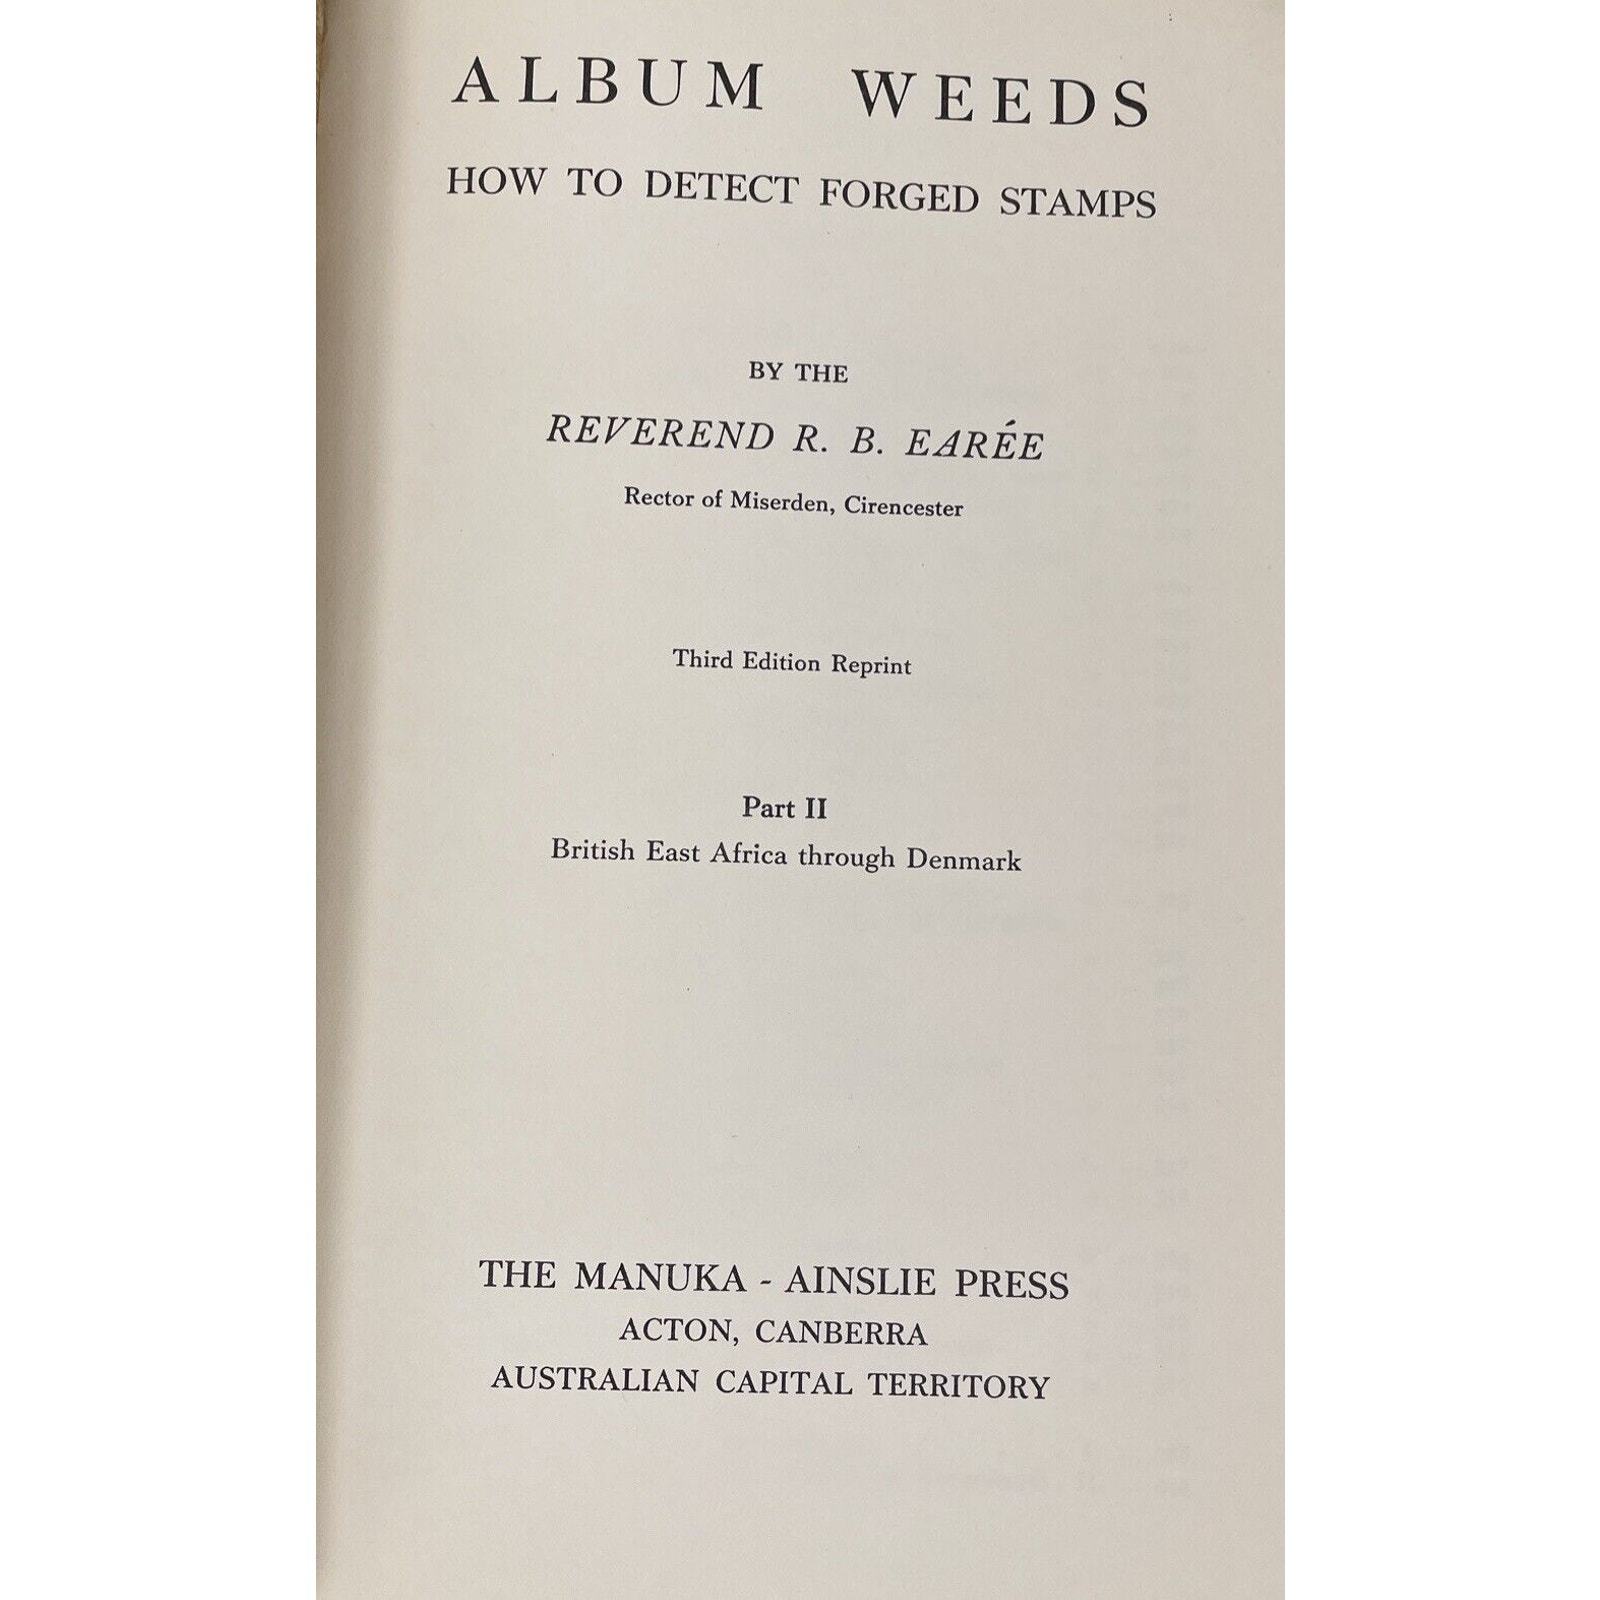 ALBUM WEEDS
HOW TO DETECT FORGED STAMPS
BY THE
REVEREND R. B. EARÉE
Rector of Miserden, Cirencester
Third Edition Reprint
Part II
British East Africa through Denmark
THE MANUKA - AINSLIE PRESS
ACTON, CANBERRA
AUSTRALIAN CAPITAL TERRITORY